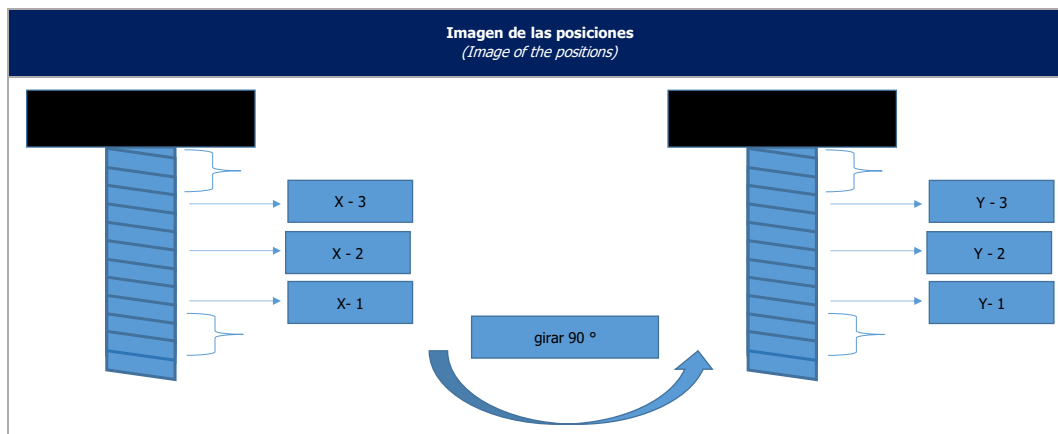 Imagen de las posiciones
(Image of the positions)
X - 3
X - 2
X- 1
girar 90 °
Y - 3
Y - 2
Y- 1